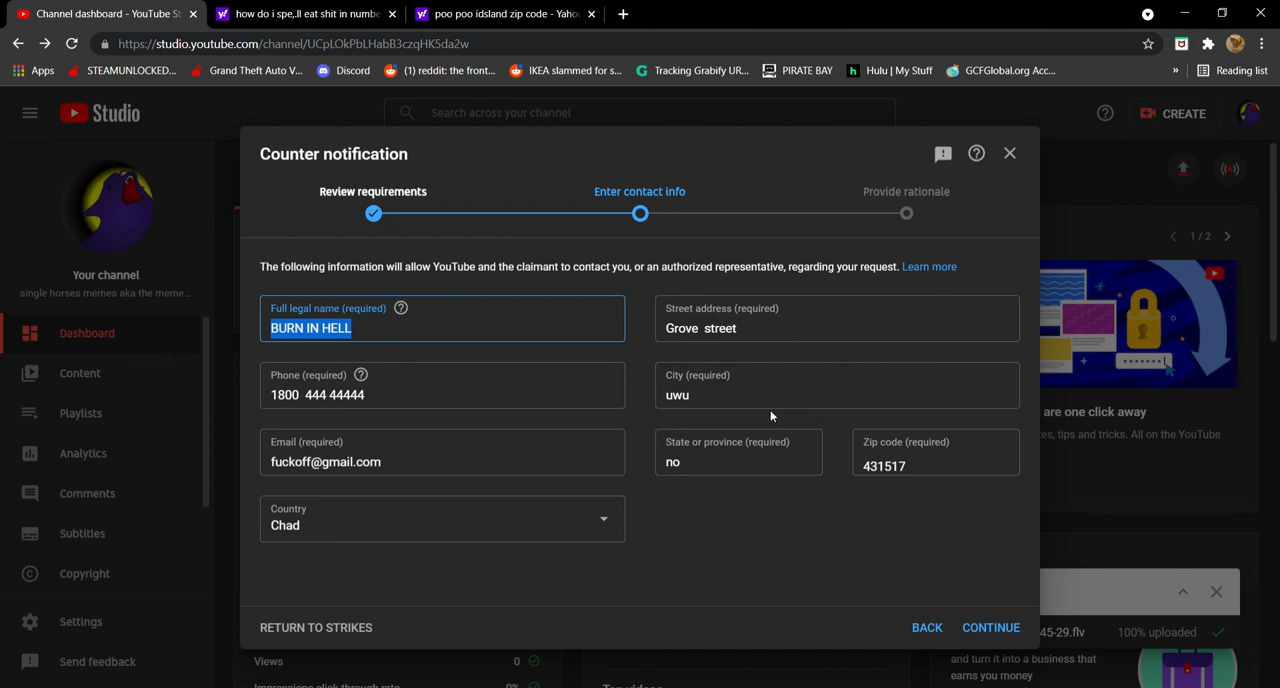 Channel dashboard - YouTube St
how do i spe,ll eat shit in numbe
poo poo idsland zip code - Yahoo
https://studio.youtube.com/channel/UCpLOkPbLHabB3czqHK5da2w
Apps
STEAMUNLOCKED...
Grand Theft Auto V...
Discord
(1) reddit: the front...
IKEA slammed for s...
Tracking Grabify UR...
PIRATE BAY
Hulu | My Stuff
GCFGlobal.org Acc...
»
Reading list
Studio
Search across your channel
CREATE
Counter notification
Review requirements
Enter contact info
Provide rationale
1 / 2
The following information will allow YouTube and the claimant to contact you, or an authorized representative, regarding your request. Learn more
Your channel
single horses memes aka the meme...
Full legal name (required)
BURN IN HELL
Street address (required)
Grove street
Dashboard
Content
Phone (required)
1800 444 44444
City (required)
uwu
Playlists
are one click away
es, tips and tricks. All on the YouTube
Analytics
Email (required)
fuckoff@gmail.com
State or province (required)
no
Zip code (required)
431517
Comments
Country
Chad
Subtitles
Copyright
Settings
RETURN TO STRIKES
BACK
CONTINUE
45-29.flv
100% uploaded
Send feedback
Views
0
and turn it into a business that
earns you money
Impressions click-through rate
0%
Top videos